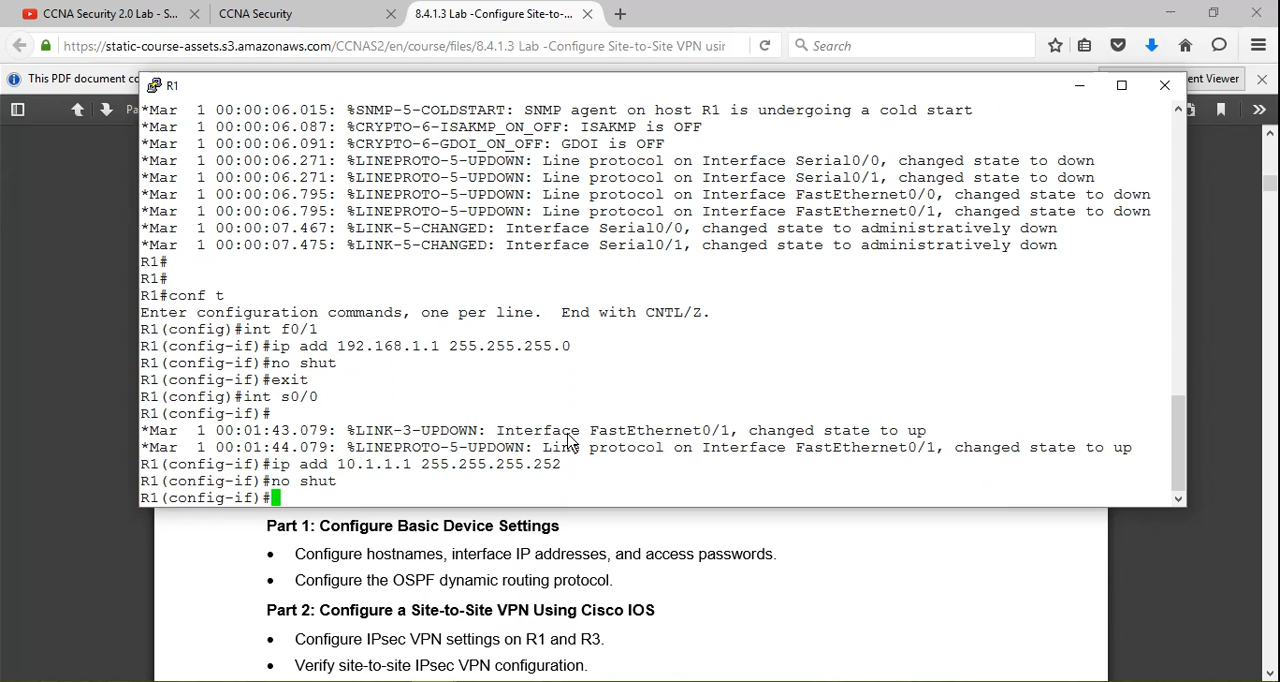 CCNA Security 2.0 Lab - S...
CCNA Security
8.4.1.3 Lab -Configure Site-to-...
https://static-course-assets.s3.amazonaws.com/CCNAS2/en/course/files/8.4.1.3 Lab -Configure Site-to-Site VPN usir
Search
This PDF document co
ent Viewer
Pa
R1
*Mar  1 00:00:06.015: %SNMP-5-COLDSTART: SNMP agent on host R1 is undergoing a cold start
*Mar  1 00:00:06.087: %CRYPTO-6-ISAKMP_ON_OFF: ISAKMP is OFF
*Mar  1 00:00:06.091: %CRYPTO-6-GDOI_ON_OFF: GDOI is OFF
*Mar  1 00:00:06.271: %LINEPROTO-5-UPDOWN: Line protocol on Interface Serial0/0, changed state to down
*Mar  1 00:00:06.271: %LINEPROTO-5-UPDOWN: Line protocol on Interface Serial0/1, changed state to down
*Mar  1 00:00:06.795: %LINEPROTO-5-UPDOWN: Line protocol on Interface FastEthernet0/0, changed state to down
*Mar  1 00:00:06.795: %LINEPROTO-5-UPDOWN: Line protocol on Interface FastEthernet0/1, changed state to down
*Mar  1 00:00:07.467: %LINK-5-CHANGED: Interface Serial0/0, changed state to administratively down
*Mar  1 00:00:07.475: %LINK-5-CHANGED: Interface Serial0/1, changed state to administratively down
R1#
R1#
R1#conf t
Enter configuration commands, one per line.  End with CNTL/Z.
R1(config)#int f0/1
R1(config-if)#ip add 192.168.1.1 255.255.255.0
R1(config-if)#no shut
R1(config-if)#exit
R1(config)#int s0/0
R1(config-if)#
*Mar  1 00:01:43.079: %LINK-3-UPDOWN: Interface FastEthernet0/1, changed state to up
*Mar  1 00:01:44.079: %LINEPROTO-5-UPDOWN: Line protocol on Interface FastEthernet0/1, changed state to up
R1(config-if)#ip add 10.1.1.1 255.255.255.252
R1(config-if)#no shut
R1(config-if)#
Part 1: Configure Basic Device Settings
• Configure hostnames, interface IP addresses, and access passwords.
• Configure the OSPF dynamic routing protocol.
Part 2: Configure a Site-to-Site VPN Using Cisco IOS
• Configure IPsec VPN settings on R1 and R3.
• Verify site-to-site IPsec VPN configuration.